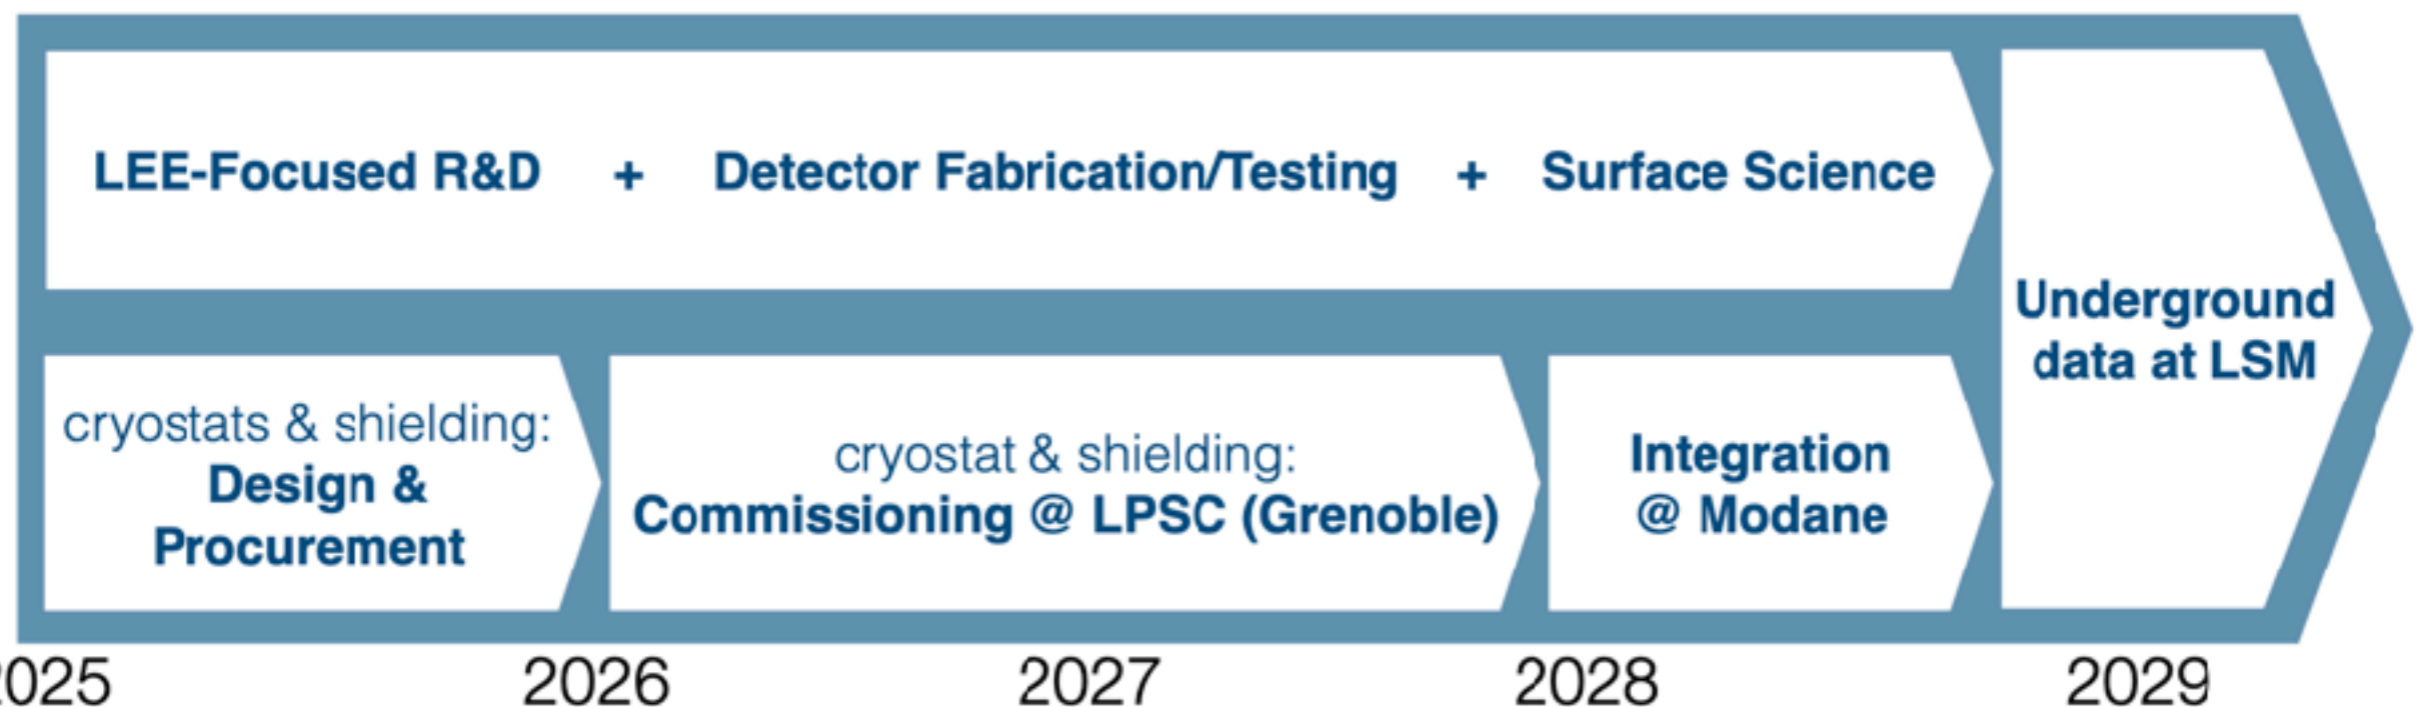 LEE-Focused R&D + Detector Fabrication/Testing + Surface Science
Underground
data at LSM
cryostats & shielding:
Design &
Procurement
cryostat & shielding:
Commissioning @ LPSC (Grenoble)
Integration
@ Modane
2025 2026 2027 2028 2029